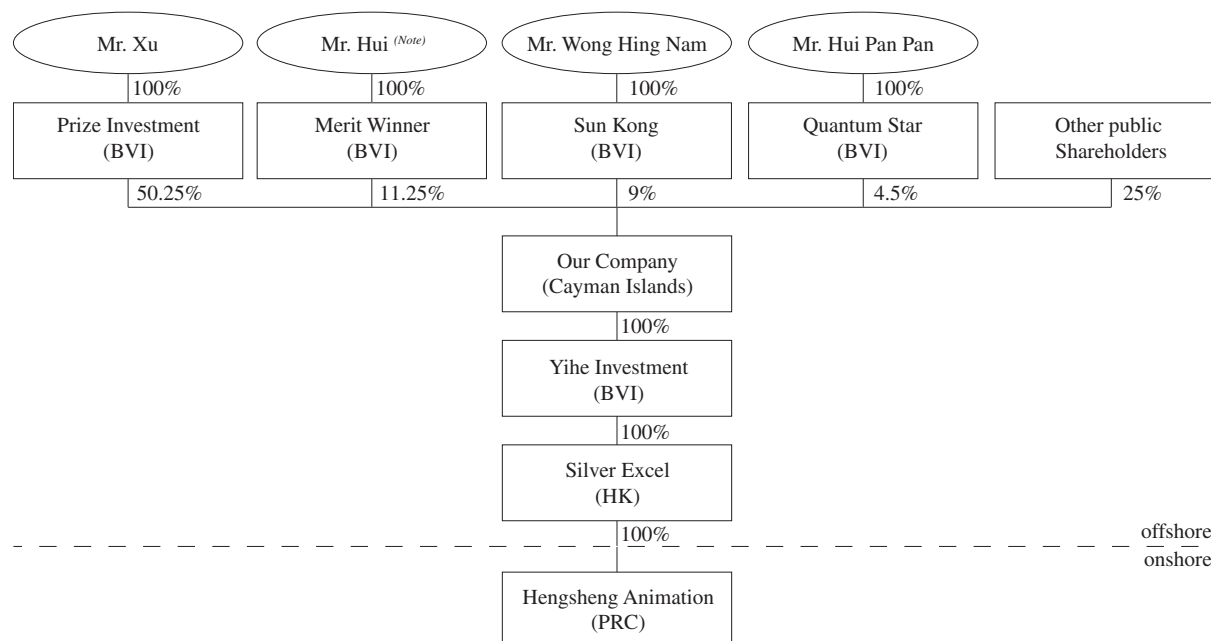 Mr. Xu
Mr. Hui (Note)
Mr. Wong Hing Nam
Mr. Hui Pan Pan
100%
100%
100%
100%
Prize Investment
(BVI)
Merit Winner
(BVI)
Sun Kong
(BVI)
Quantum Star
(BVI)
Other public
Shareholders
50.25%
11.25%
9%
4.5%
25%
Our Company
(Cayman Islands)
100%
Yihe Investment
(BVI)
100%
Silver Excel
(HK)
100%
offshore
onshore
Hengsheng Animation
(PRC)